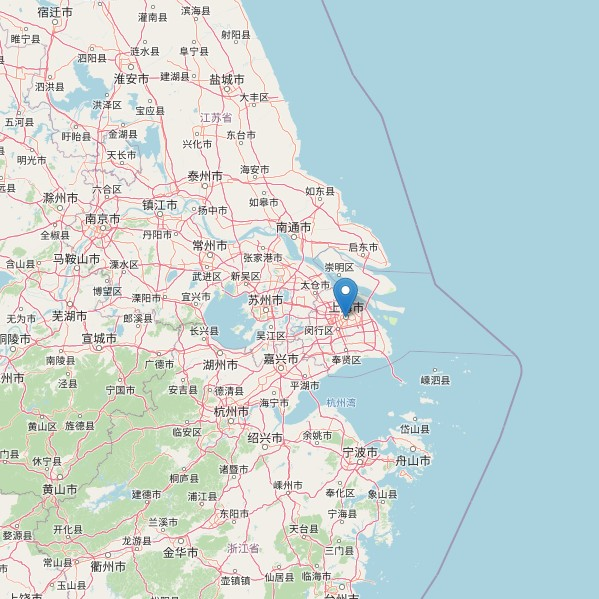 宿迁市
灌南县
滨海县
睢宁县
涟水县
阜宁县
射阳县
泗阳县
淮安市
建湖县
盐城市
泗洪县
洪泽区
宝应县
大丰区
五河县
盱眙县
金湖县
江苏省
东台市
明光市
天长市
兴化市
海安市
泰州市
六合区
滁州市
如东县
镇江市
扬中市
如皋市
南京市
南通市
全椒县
丹阳市
常州市
启东市
含山县
马鞍山市
溧水区
张家港市
崇明区
武进区
新吴区
太仓市
博望区
溧阳市
宜兴市
苏州市
上海市
无为市
芜湖市
郎溪县
长兴县
吴江区
闵行区
铜陵市
宣城市
嘉兴市
奉贤区
南陵县
广德市
湖州市
泾县
宁国市
安吉县
德清县
平湖市
嵊泗县
海宁市
杭州湾
杭州市
黄山区
旌德县
临安区
绍兴市
余姚市
岱山县
宁波市
舟山市
休宁县
诸暨市
桐庐县
黄山市
建德市
浦江县
嵊州市
奉化区
象山县
兰溪市
东阳市
宁海县
婺源县
开化县
龙游县
金华市
浙江省
天台县
三门县
常山县
衢州市
玉山县
壶镇镇
仙居县
临海市